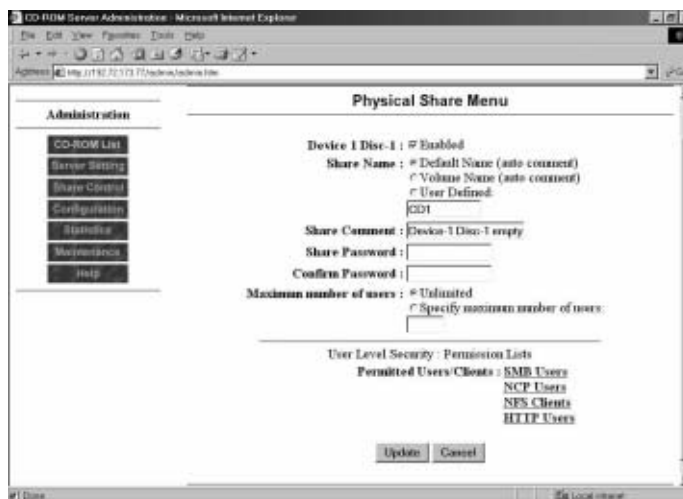 CD-ROM Server Administration - Microsoft Internet Explorer
File Edit View Favorites Tools Help
Address
Administration
CD-ROM List
Server Setting
Share Control
Configuration
Statistics
Maintenance
Help
Physical Share Menu
Device 1 Disc-1 : Enabled
Share Name : Default Name (auto comment)
Volume Name (auto comment)
User Defined:
CD1
Share Comment : Device-1 Disc-1 empty
Share Password :
Confirm Password :
Maximum number of users : Unlimited
Specify maximum number of users:
User Level Security : Permission Lists
Permitted Users/Clients : SMB Users
NCP Users
NFS Clients
HTTP Users
Update Cancel
Done Local intranet